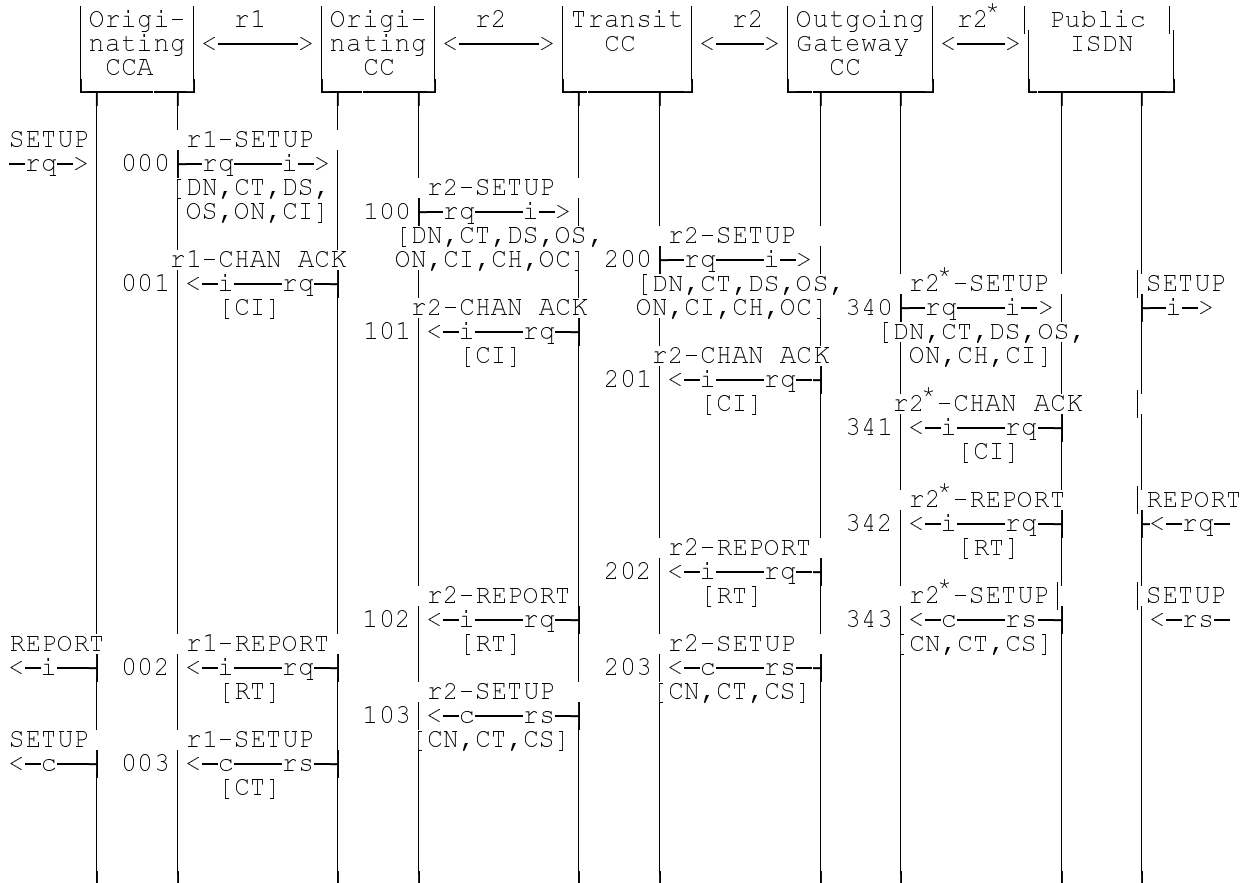 Origi- r1 Origi- r2 Transit r2 Outgoing r2* Public
nating <──> nating <──> CC <──> Gateway <──> ISDN
CCA CC CC
SETUP r1-SETUP
─rq─> 000 rq──i─>
[DN,CT,DS, r2-SETUP
OS,ON,CI] 100 rq──i─>
[DN,CT,DS,OS, r2-SETUP
r1-CHAN ACK ON,CI,CH,OC] 200 rq──i─>
001 <─i──rq [DN,CT,DS,OS, r2*-SETUP SETUP
[CI] r2-CHAN ACK ON,CI,CH,OC] 340 rq──i─> ─i─>
101 <─i──rq [DN,CT,DS,OS,
[CI] r2-CHAN ACK ON,CH,CI]
201 <─i──rq
[CI] r2*-CHAN ACK
341 <─i──rq
[CI]
r2*-REPORT REPORT
342 <─i──rq <─rq─
r2-REPORT [RT]
202 <─i──rq
r2-REPORT [RT] r2*-SETUP SETUP
102 <─i──rq 343 <─c──rs <─rs─
REPORT r1-REPORT [RT] r2-SETUP [CN,CT,CS]
<─i─ 002 <─i──rq 203 <─c──rs
[RT] r2-SETUP [CN,CT,CS]
103 <─c──rs
SETUP r1-SETUP [CN,CT,CS]
<─c─ 003 <─c──rs
[CT]